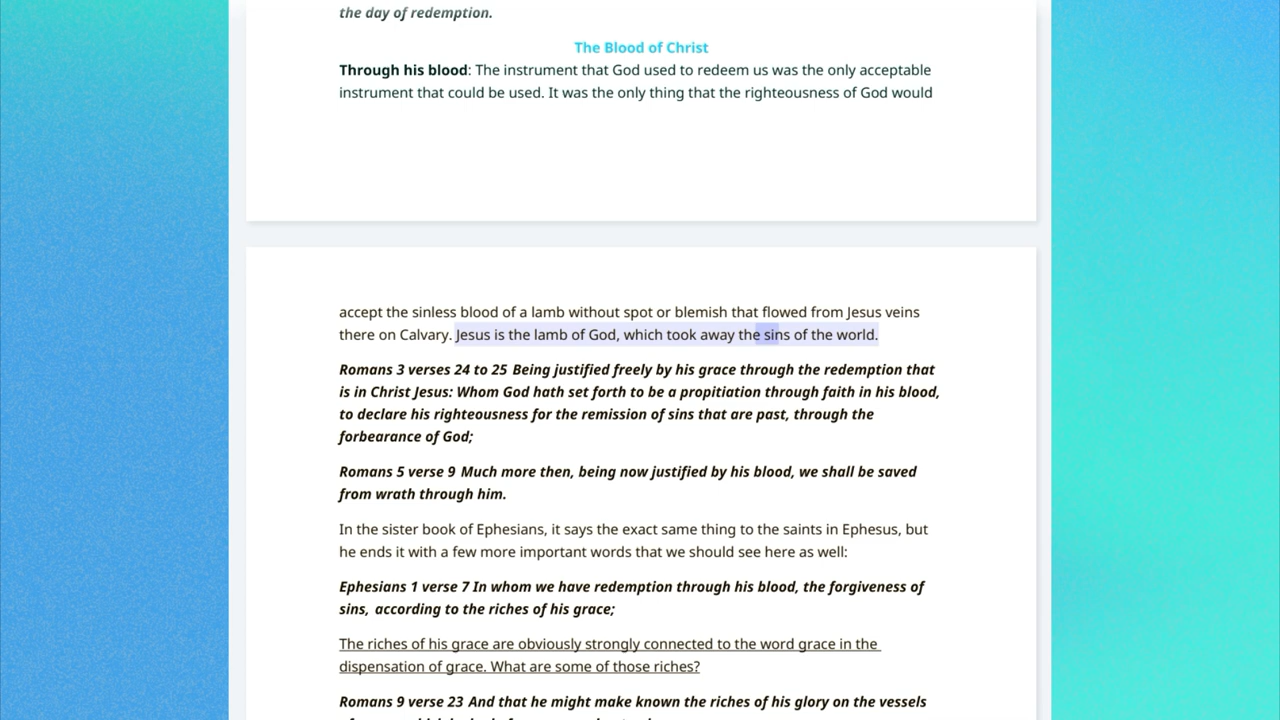 the day of redemption.
The Blood of Christ
Through his blood: The instrument that God used to redeem us was the only acceptable
instrument that could be used. It was the only thing that the righteousness of God would
accept the sinless blood of a lamb without spot or blemish that flowed from Jesus veins
there on Calvary. Jesus is the lamb of God, which took away the sins of the world.
Romans 3 verses 24 to 25 Being justified freely by his grace through the redemption that
is in Christ Jesus: Whom God hath set forth to be a propitiation through faith in his blood,
to declare his righteousness for the remission of sins that are past, through the
forbearance of God;
Romans 5 verse 9 Much more then, being now justified by his blood, we shall be saved
from wrath through him.
In the sister book of Ephesians, it says the exact same thing to the saints in Ephesus, but
he ends it with a few more important words that we should see here as well:
Ephesians 1 verse 7 In whom we have redemption through his blood, the forgiveness of
sins, according to the riches of his grace;
The riches of his grace are obviously strongly connected to the word grace in the
dispensation of grace. What are some of those riches?
Romans 9 verse 23 And that he might make known the riches of his glory on the vessels